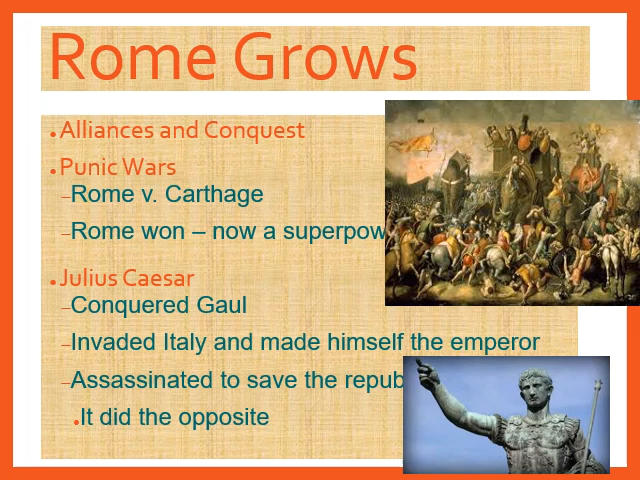 Rome Grows
Alliances and Conquest
Punic Wars
–Rome v. Carthage
–Rome won – now a superpow
Julius Caesar
–Conquered Gaul
–Invaded Italy and made himself the emperor
–Assassinated to save the repub
It did the opposite